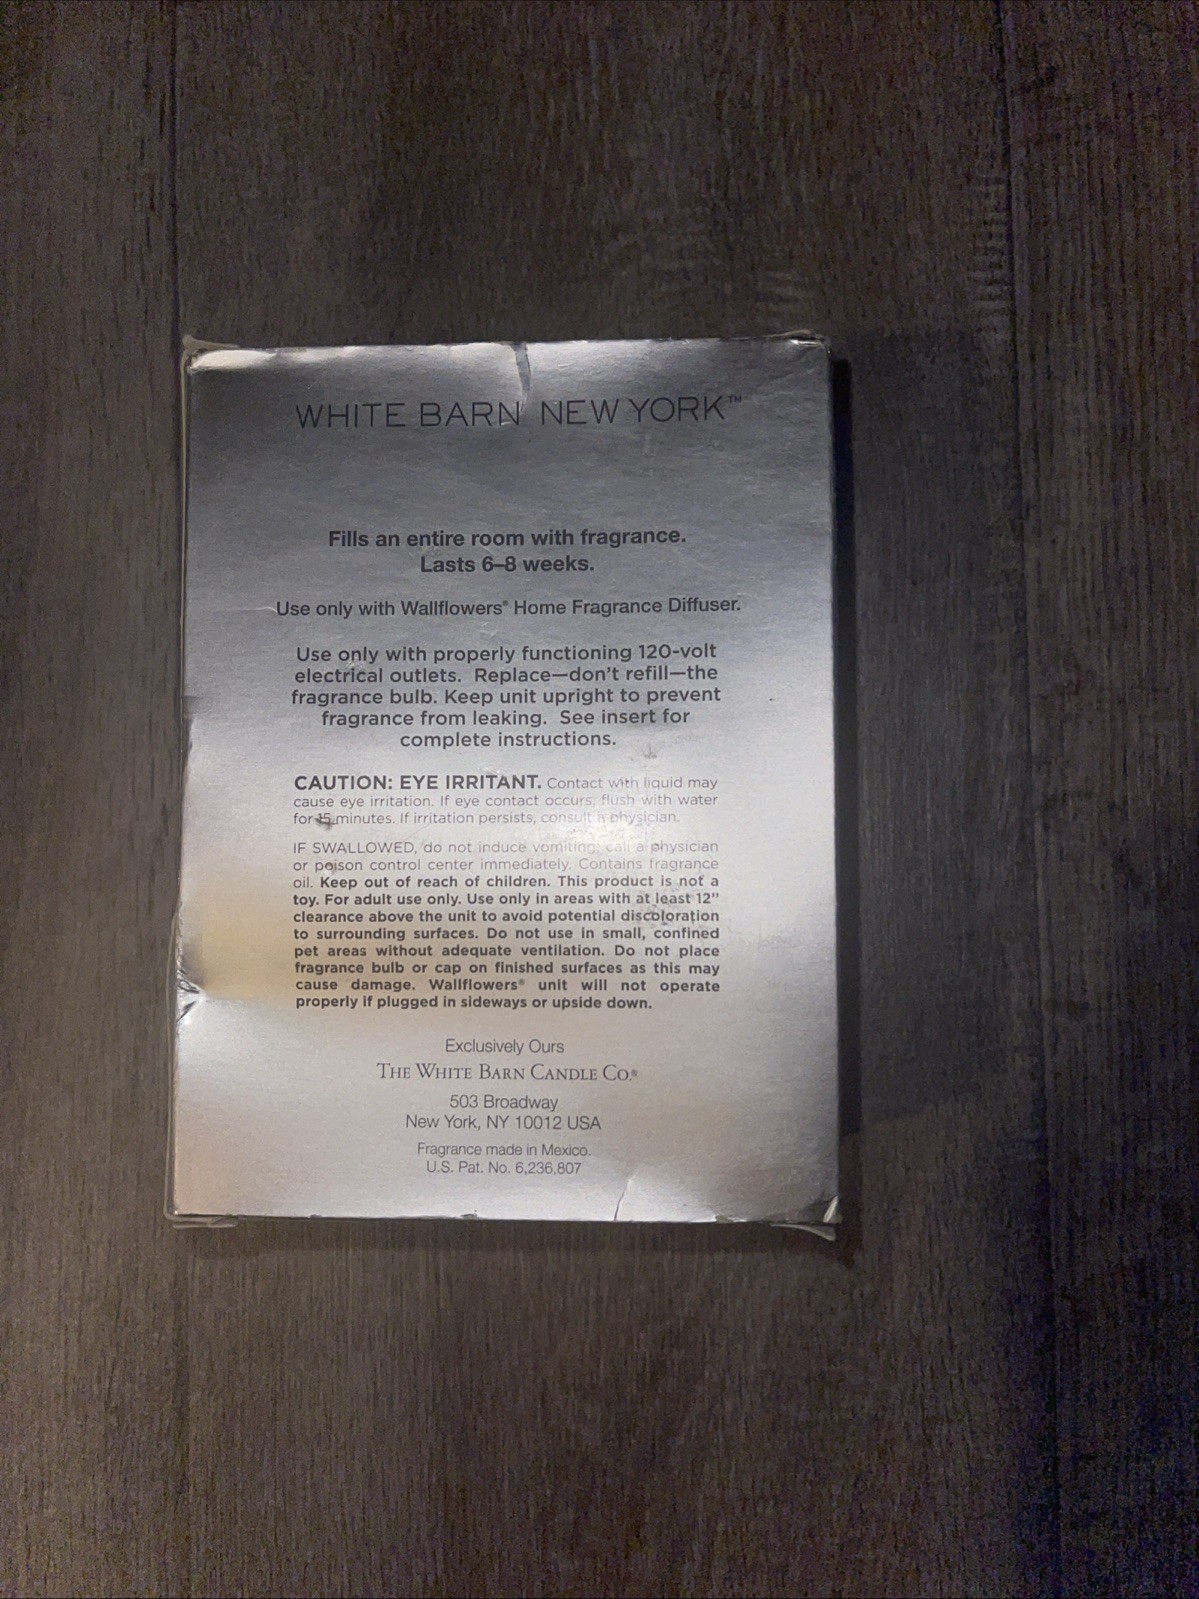 WHITE BARN NEW YORK™
Fills an entire room with fragrance.
Lasts 6–8 weeks.
Use only with Wallflowers® Home Fragrance Diffuser.
Use only with properly functioning 120-volt
electrical outlets. Replace—don't refill—the
fragrance bulb. Keep unit upright to prevent
fragrance from leaking. See insert for
complete instructions.
CAUTION: EYE IRRITANT. Contact with liquid may
cause eye irritation. If eye contact occurs, flush with water
for 15 minutes. If irritation persists, consult a physician.
IF SWALLOWED, do not induce vomiting; call a physician
or poison control center immediately. Contains fragrance
oil. Keep out of reach of children. This product is not a
toy. For adult use only. Use only in areas with at least 12"
clearance above the unit to avoid potential discoloration
to surrounding surfaces. Do not use in small, confined
pet areas without adequate ventilation. Do not place
fragrance bulb or cap on finished surfaces as this may
cause damage. Wallflowers® unit will not operate
properly if plugged in sideways or upside down.
Exclusively Ours
THE WHITE BARN CANDLE CO.®
503 Broadway
New York, NY 10012 USA
Fragrance made in Mexico.
U.S. Pat. No. 6,236,807